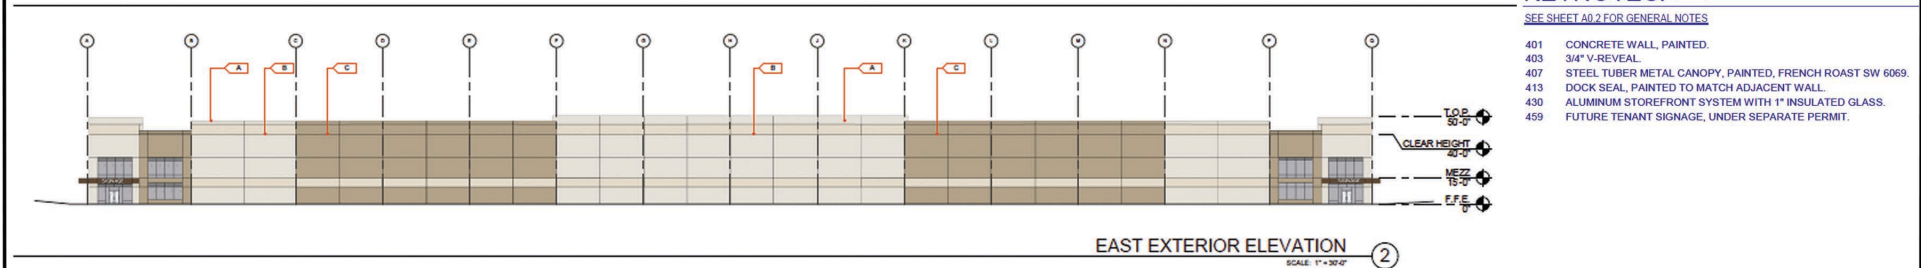 KEYNOTES:
SEE SHEET A0.2 FOR GENERAL NOTES
401 CONCRETE WALL, PAINTED.
403 3/4" V-REVEAL.
407 STEEL TUBER METAL CANOPY, PAINTED, FRENCH ROAST SW 6069.
413 DOCK SEAL, PAINTED TO MATCH ADJACENT WALL.
430 ALUMINUM STOREFRONT SYSTEM WITH 1" INSULATED GLASS.
459 FUTURE TENANT SIGNAGE, UNDER SEPARATE PERMIT.
A B C D E F G H J K L M N P Q
A B C B A C
T.O.P.
50'-0"
CLEAR HEIGHT
40'-0"
MEZZ
15'-0"
F.F.E.
0"
SIGNAGE
EAST EXTERIOR ELEVATION 2
SCALE: 1" = 30'-0"